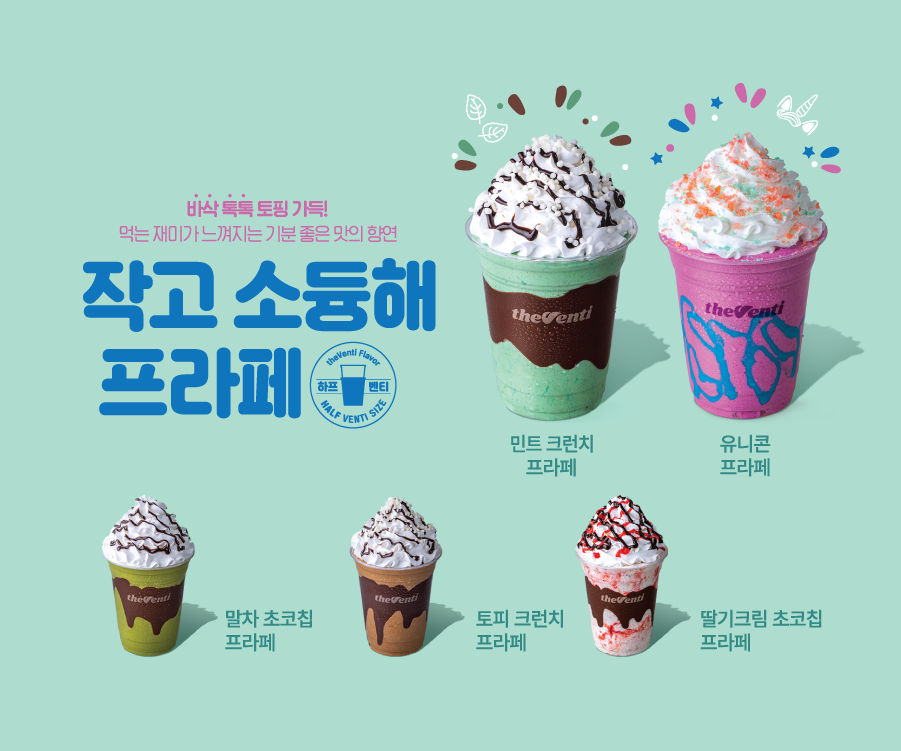 바삭 톡톡 토핑 가득!
먹는 재미가 느껴지는 기분 좋은 맛의 향연
작고 소듕해
프라페
theVenti Flavor
하프 벤티
HALF VENTI SIZE
theVenti
theVenti
민트 크런치
프라페
유니콘
프라페
theVenti
말차 초코칩
프라페
theVenti
토피 크런치
프라페
theVenti
딸기크림 초코칩
프라페